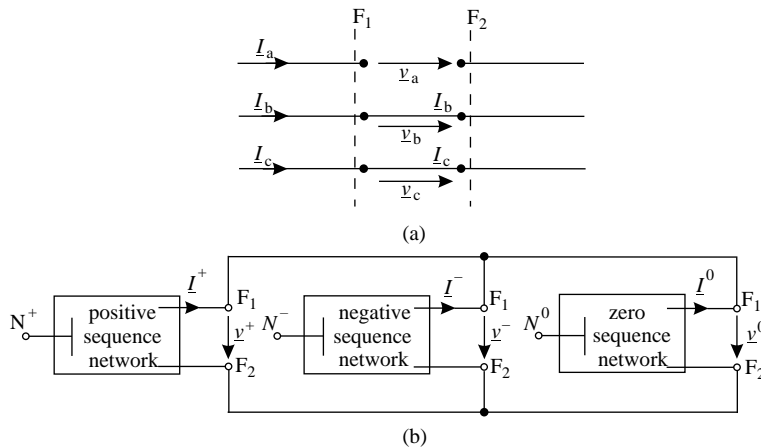 F1 F2
Ia va
Ib Ib
vb
Ic Ic
vc
(a)
I+ I− I0
N+ positive sequence network F1 v+ F2
N− negative sequence network F1 v− F2
N0 zero sequence network F1 v0 F2
(b)